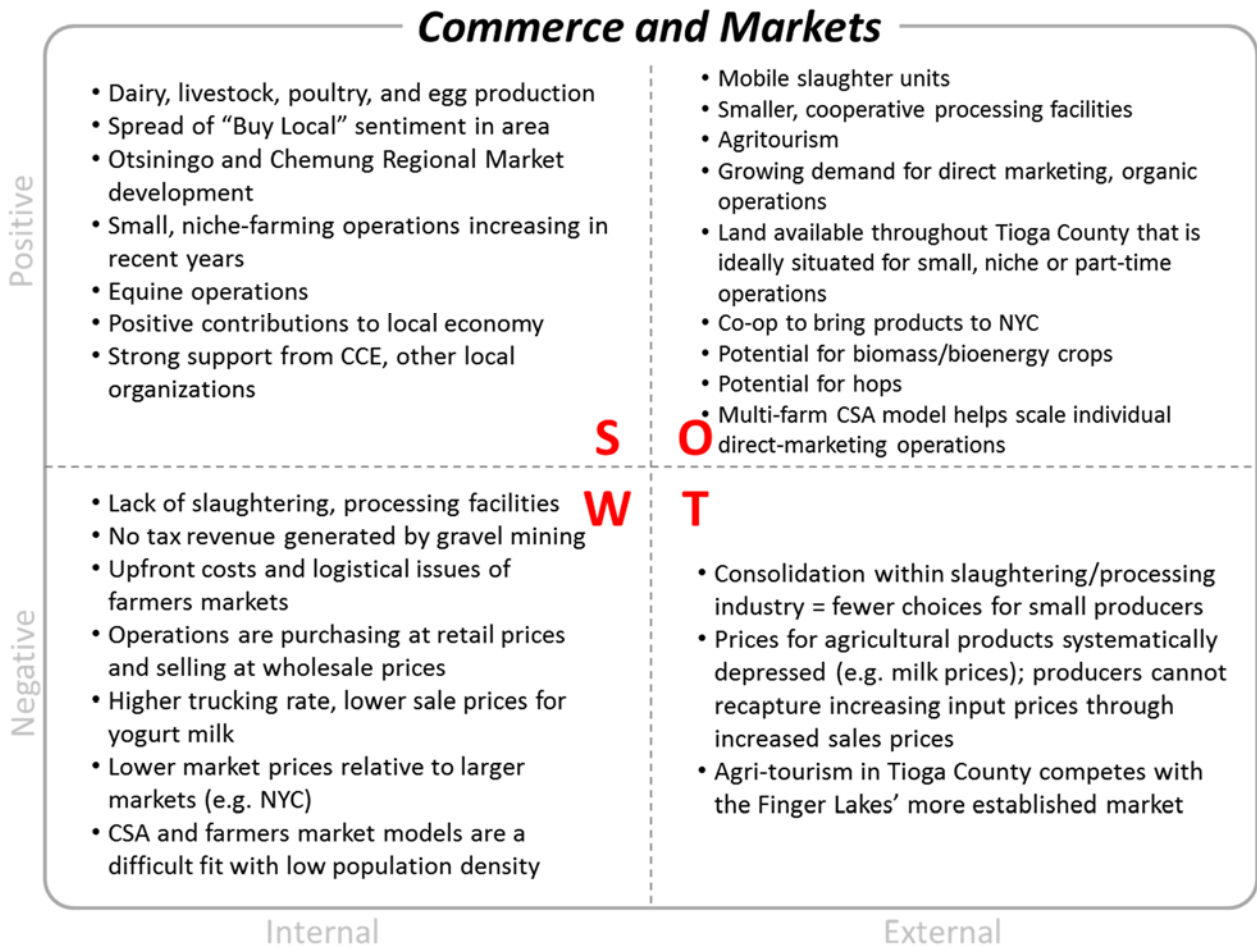 Commerce and Markets
Positive
• Dairy, livestock, poultry, and egg production
• Spread of “Buy Local” sentiment in area
• Otsiningo and Chemung Regional Market
development
• Small, niche-farming operations increasing in
recent years
• Equine operations
• Positive contributions to local economy
• Strong support from CCE, other local
organizations
S
• Mobile slaughter units
• Smaller, cooperative processing facilities
• Agritourism
• Growing demand for direct marketing, organic
operations
• Land available throughout Tioga County that is
ideally situated for small, niche or part-time
operations
• Co-op to bring products to NYC
• Potential for biomass/bioenergy crops
• Potential for hops
• Multi-farm CSA model helps scale individual
direct-marketing operations
O
Negative
• Lack of slaughtering, processing facilities
• No tax revenue generated by gravel mining
• Upfront costs and logistical issues of
farmers markets
• Operations are purchasing at retail prices
and selling at wholesale prices
• Higher trucking rate, lower sale prices for
yogurt milk
• Lower market prices relative to larger
markets (e.g. NYC)
• CSA and farmers market models are a
difficult fit with low population density
W
T
• Consolidation within slaughtering/processing
industry = fewer choices for small producers
• Prices for agricultural products systematically
depressed (e.g. milk prices); producers cannot
recapture increasing input prices through
increased sales prices
• Agri-tourism in Tioga County competes with
the Finger Lakes’ more established market
Internal
External